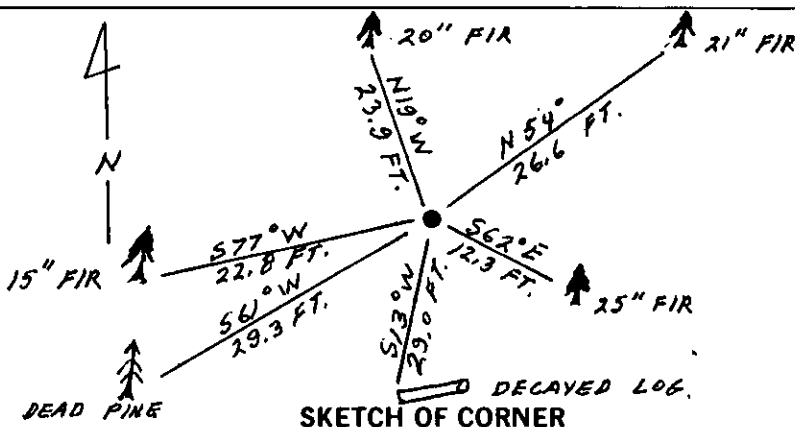 20" FIR
21" FIR
N19°W
23.9 FT.
N 54°
26.6 FT.
N
S77°W
22.8 FT.
S62°E
12.3 FT.
15" FIR
S61°W
29.3 FT.
S13°W
29.0 FT.
25" FIR
DEAD PINE
DECAYED LOG.
SKETCH OF CORNER